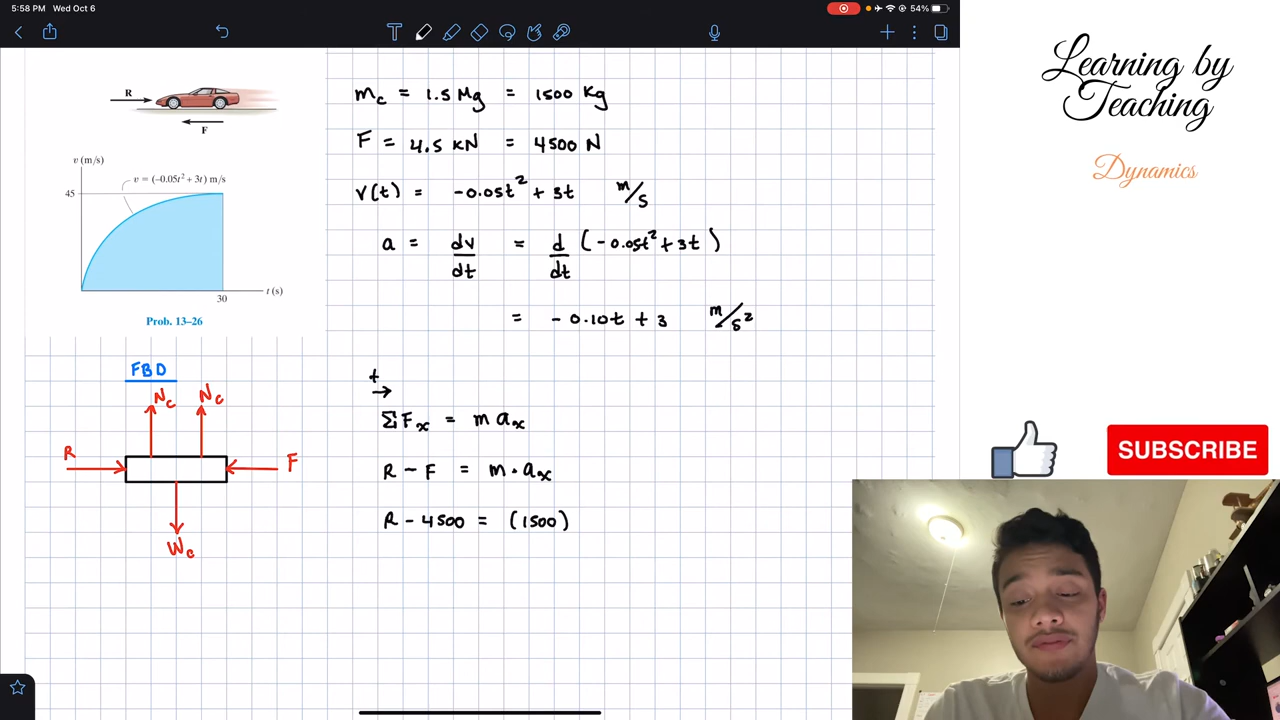 5:58 PM Wed Oct 6
54%
T
Learning by
Teaching
Dynamics
R
F
v (m/s)
v = (–0.05t² + 3t) m/s
45
30
t (s)
Prob. 13–26
mc = 1.5 Mg = 1500 Kg
F = 4.5 kN = 4500 N
v(t) = -0.05t² + 3t m/s
a = dv/dt = d/dt (-0.05t² + 3t)
= -0.10t + 3 m/s²
FBD
Nc Nc
R
F
Wc
+
→
ΣFx = m ax
R - F = m · ax
R - 4500 = (1500)
SUBSCRIBE